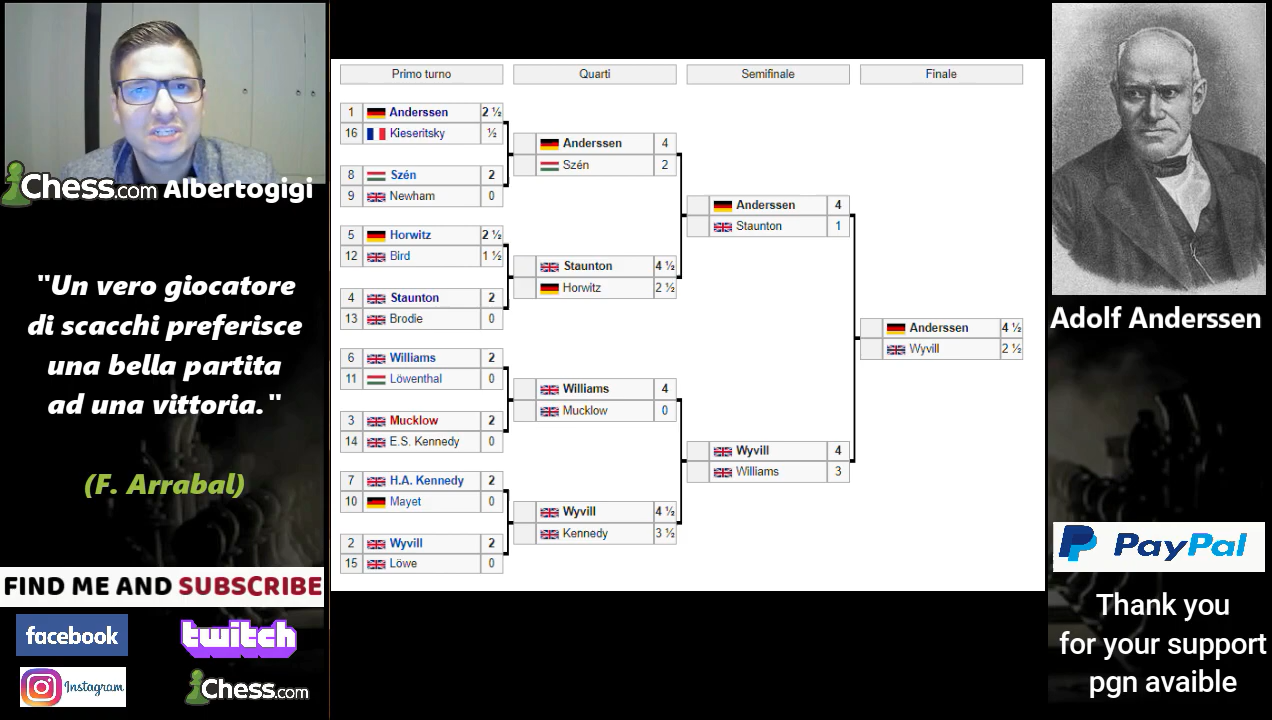 Chess.com Albertogigi
"Un vero giocatore
di scacchi preferisce
una bella partita
ad una vittoria."
(F. Arrabal)
FIND ME AND SUBSCRIBE
facebook
twitch
Instagram
Chess.com
Primo turno
Quarti
Semifinale
Finale
1 Anderssen 2 ½
16 Kieseritsky ½
8 Szén 2
9 Newham 0
5 Horwitz 2 ½
12 Bird 1 ½
4 Staunton 2
13 Brodie 0
6 Williams 2
11 Löwenthal 0
3 Mucklow 2
14 E.S. Kennedy 0
7 H.A. Kennedy 2
10 Mayet 0
2 Wyvill 2
15 Löwe 0
Anderssen 4
Szén 2
Staunton 4 ½
Horwitz 2 ½
Williams 4
Mucklow 0
Wyvill 4 ½
Kennedy 3 ½
Anderssen 4
Staunton 1
Wyvill 4
Williams 3
Anderssen 4 ½
Wyvill 2 ½
Adolf Anderssen
PayPal
Thank you
for your support
pgn avaible